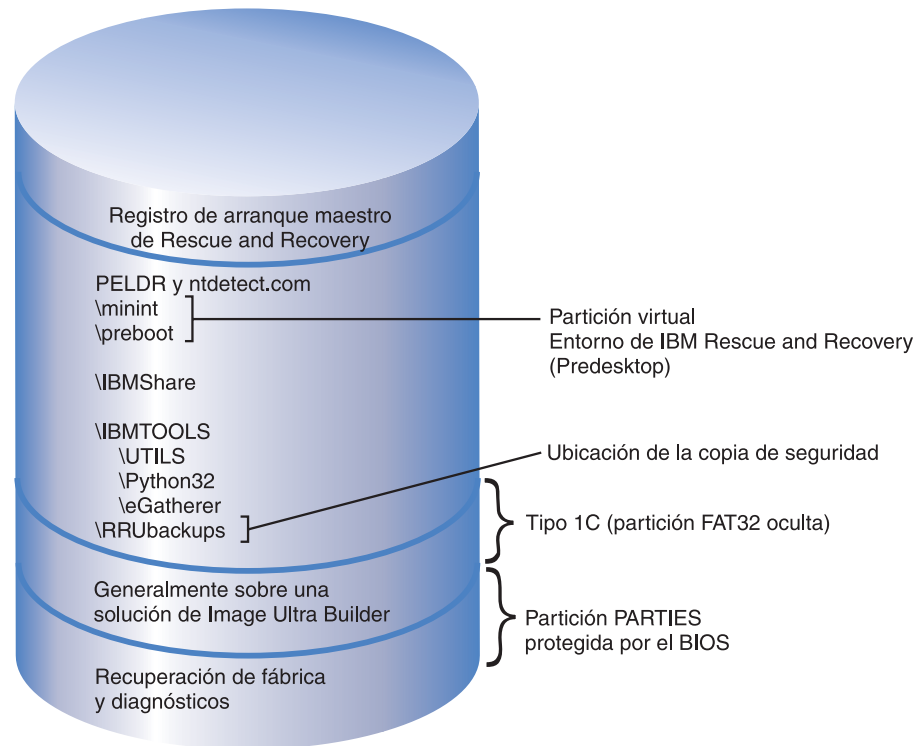 Registro de arranque maestro
de Rescue and Recovery
PELDR y ntdetect.com
\minint
\preboot
Partición virtual
Entorno de IBM Rescue and Recovery
(Predesktop)
\IBMShare
\IBMTOOLS
\UTILS
\Python32
\eGatherer
\RRUbackups
Ubicación de la copia de seguridad
Tipo 1C (partición FAT32 oculta)
Generalmente sobre una
solución de Image Ultra Builder
Partición PARTIES
protegida por el BIOS
Recuperación de fábrica
y diagnósticos